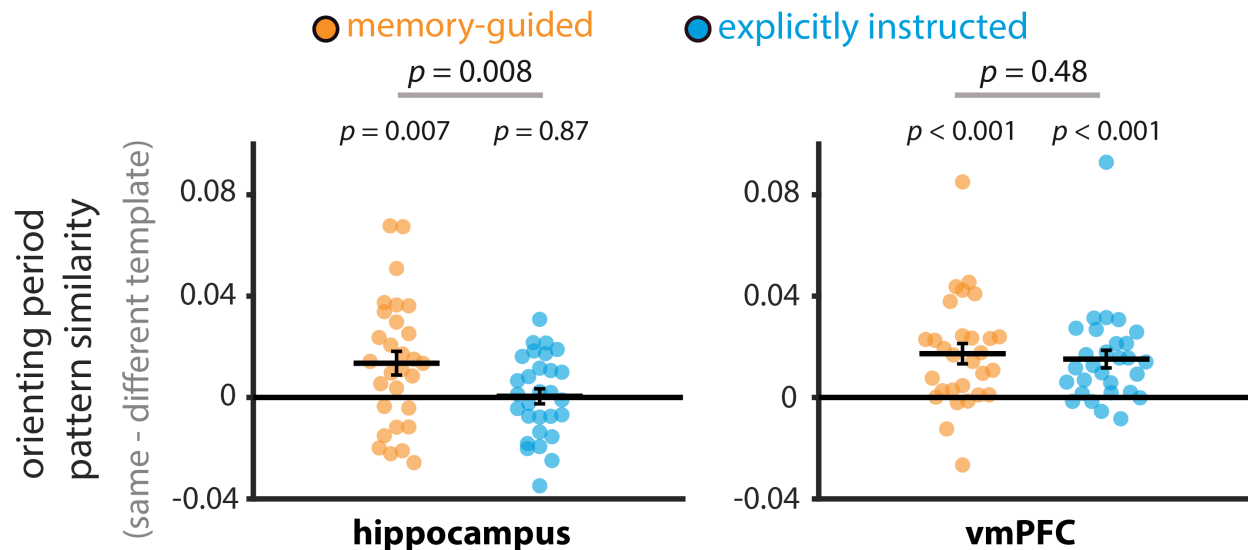 memory-guided
explicitly instructed
p = 0.008
p = 0.48
p = 0.007
p = 0.87
p < 0.001
p < 0.001
orienting period
pattern similarity
(same - different template)
0.08
0.04
0
-0.04
0.08
0.04
0
-0.04
hippocampus
vmPFC